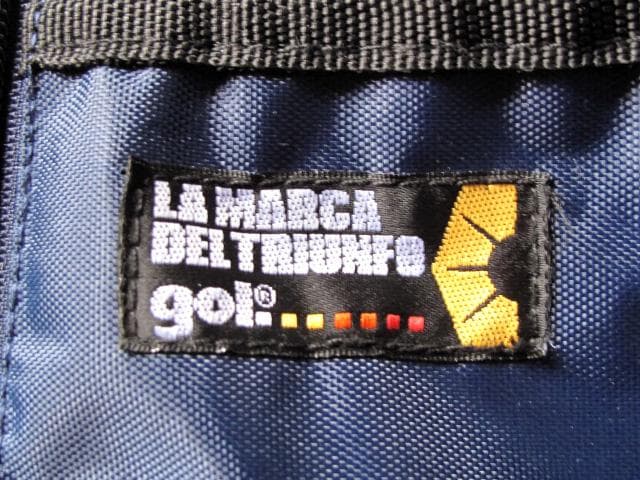 LA MARCA
DEL TRIUNFO
gol.®